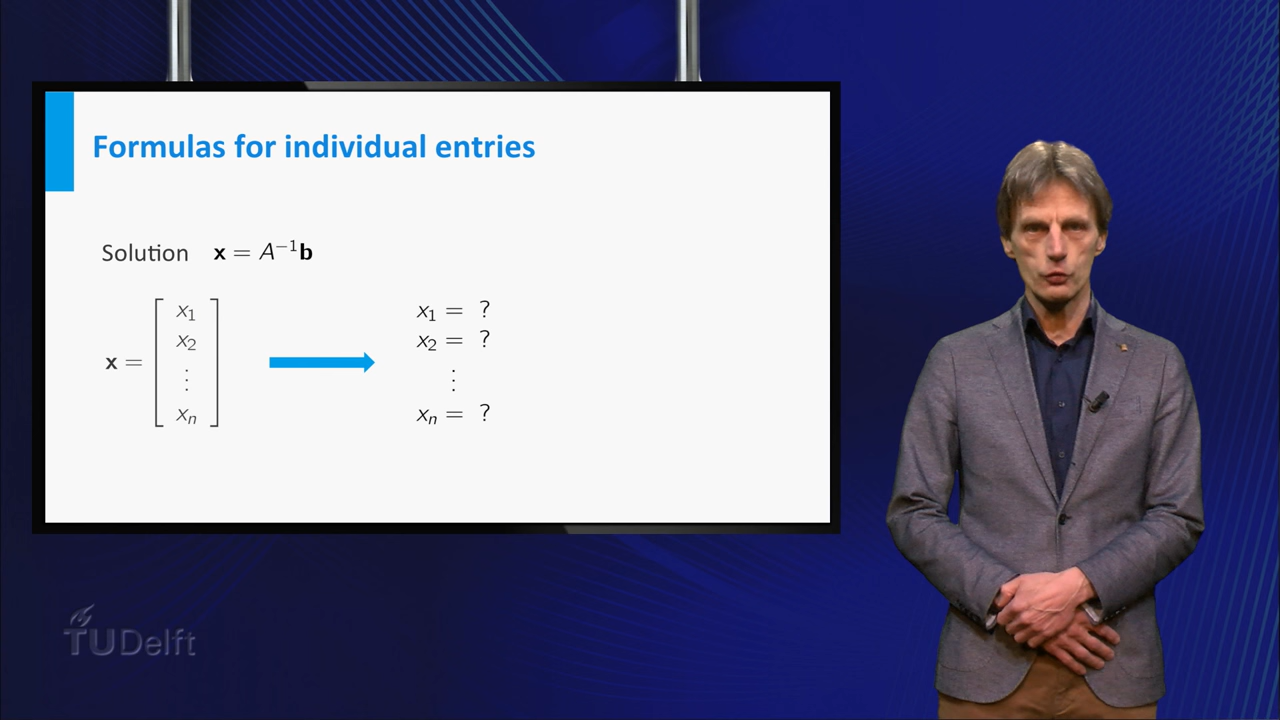 Formulas for individual entries
Solution x = A⁻¹b
x = [ x₁ x₂ ⋮ xₙ ]
x₁ = ?
x₂ = ?
⋮
xₙ = ?
TUDelft